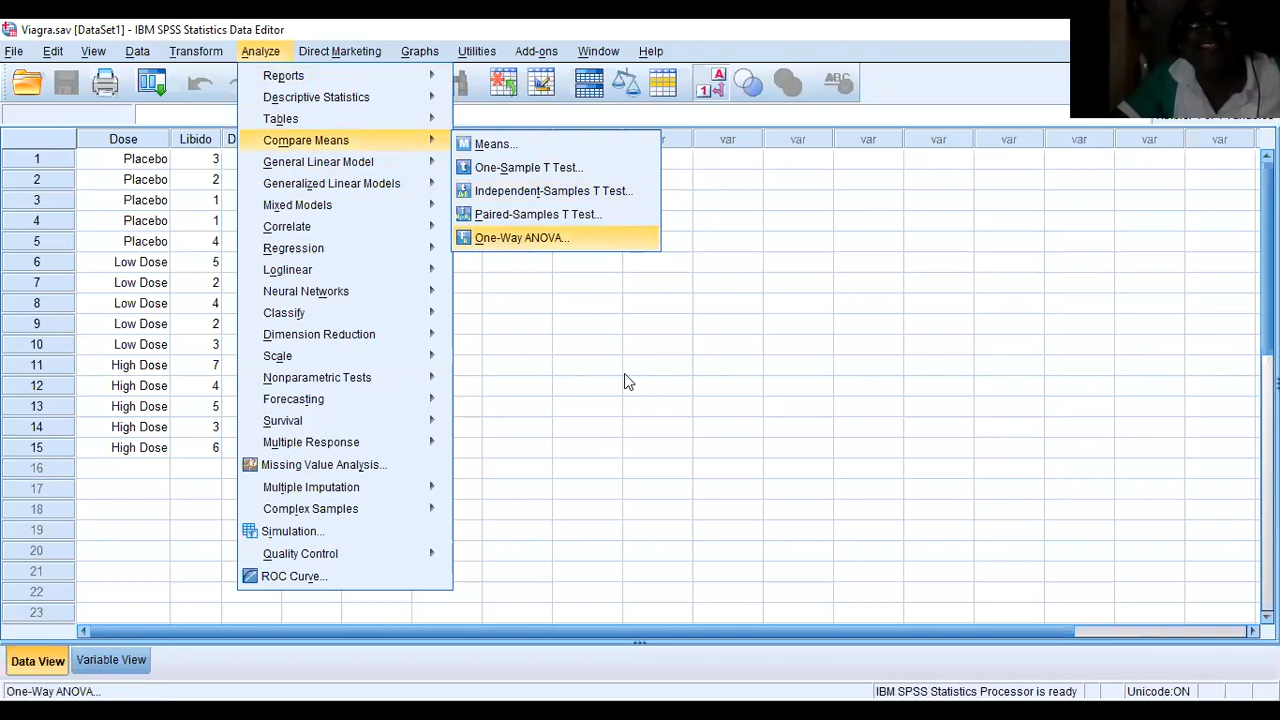 Viagra.sav [DataSet1] - IBM SPSS Statistics Data Editor
File Edit View Data Transform Analyze Direct Marketing Graphs Utilities Add-ons Window Help
Reports
Descriptive Statistics
Tables
Compare Means
General Linear Model
Generalized Linear Models
Mixed Models
Correlate
Regression
Loglinear
Neural Networks
Classify
Dimension Reduction
Scale
Nonparametric Tests
Forecasting
Survival
Multiple Response
Missing Value Analysis...
Multiple Imputation
Complex Samples
Simulation...
Quality Control
ROC Curve...
Means...
One-Sample T Test...
Independent-Samples T Test...
Paired-Samples T Test...
One-Way ANOVA...
Dose Libido D var var var var var var var
1 Placebo 3
2 Placebo 2
3 Placebo 1
4 Placebo 1
5 Placebo 4
6 Low Dose 5
7 Low Dose 2
8 Low Dose 4
9 Low Dose 2
10 Low Dose 3
11 High Dose 7
12 High Dose 4
13 High Dose 5
14 High Dose 3
15 High Dose 6
16
17
18
19
20
21
22
23
Data View Variable View
One-Way ANOVA... IBM SPSS Statistics Processor is ready Unicode:ON